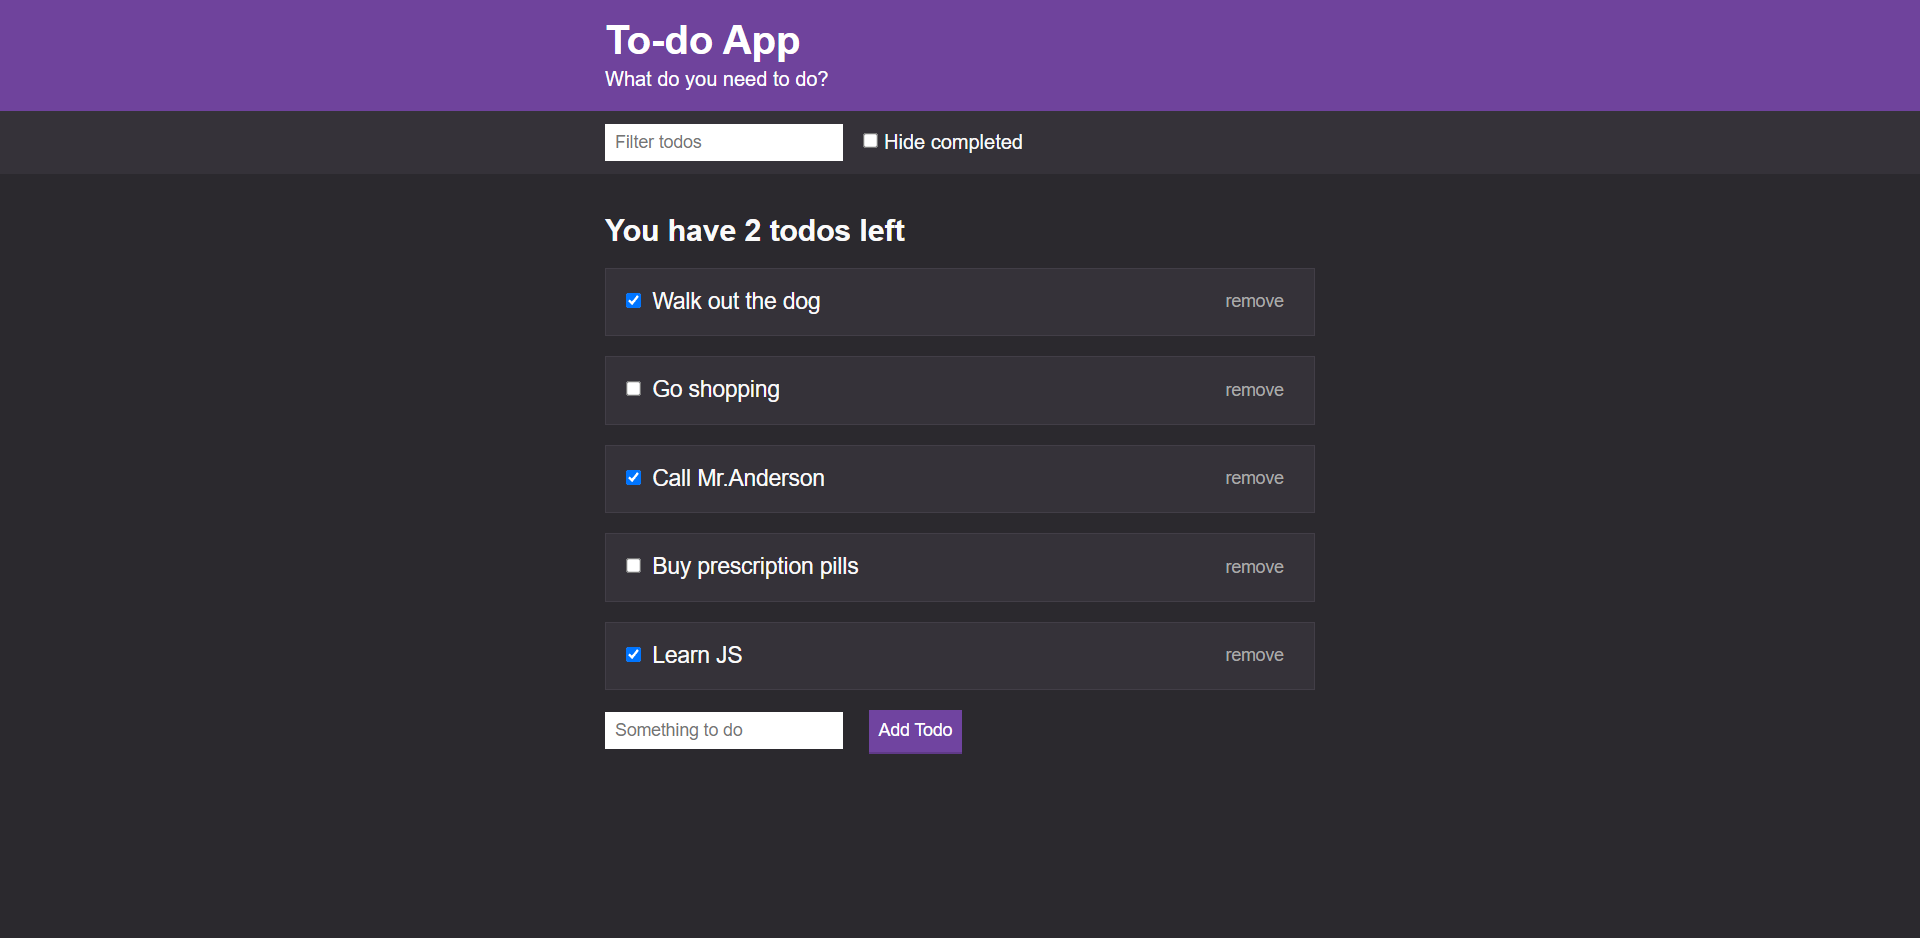 To-do App
What do you need to do?
Filter todos Hide completed
You have 2 todos left
Walk out the dog remove
Go shopping remove
Call Mr.Anderson remove
Buy prescription pills remove
Learn JS remove
Something to do Add Todo